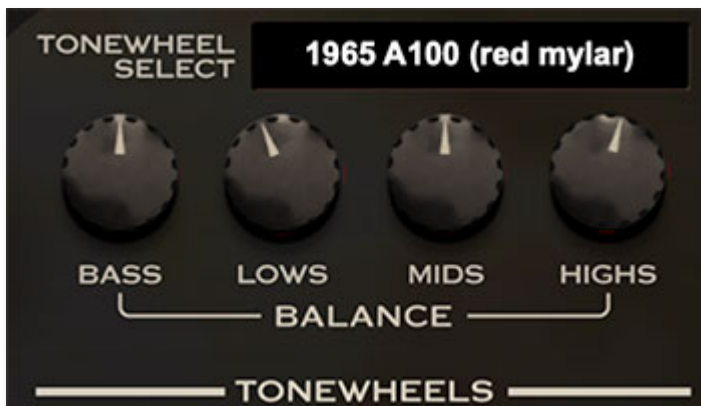 TONEWHEEL
SELECT
1965 A100 (red mylar)
BASS LOWS MIDS HIGHS
BALANCE
TONEWHEELS